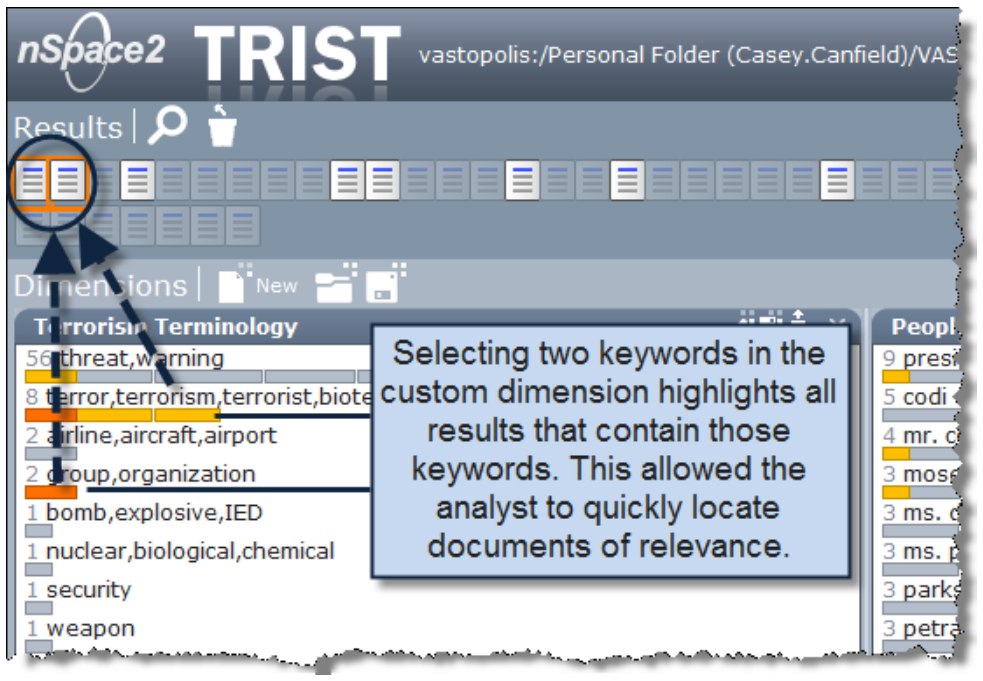 nSpace2 TRIST vastopolis:/Personal Folder (Casey.Canfield)/VAS
Results
Dimensions New
Terrorism Terminology
56 threat,warning
8 terror,terrorism,terrorist,biote
2 airline,aircraft,airport
2 group,organization
1 bomb,explosive,IED
1 nuclear,biological,chemical
1 security
1 weapon
Selecting two keywords in the
custom dimension highlights all
results that contain those
keywords. This allowed the
analyst to quickly locate
documents of relevance.
Peopl
9 presi
5 codi
4 mr. c
3 mose
3 ms. c
3 ms. p
3 parks
3 petra